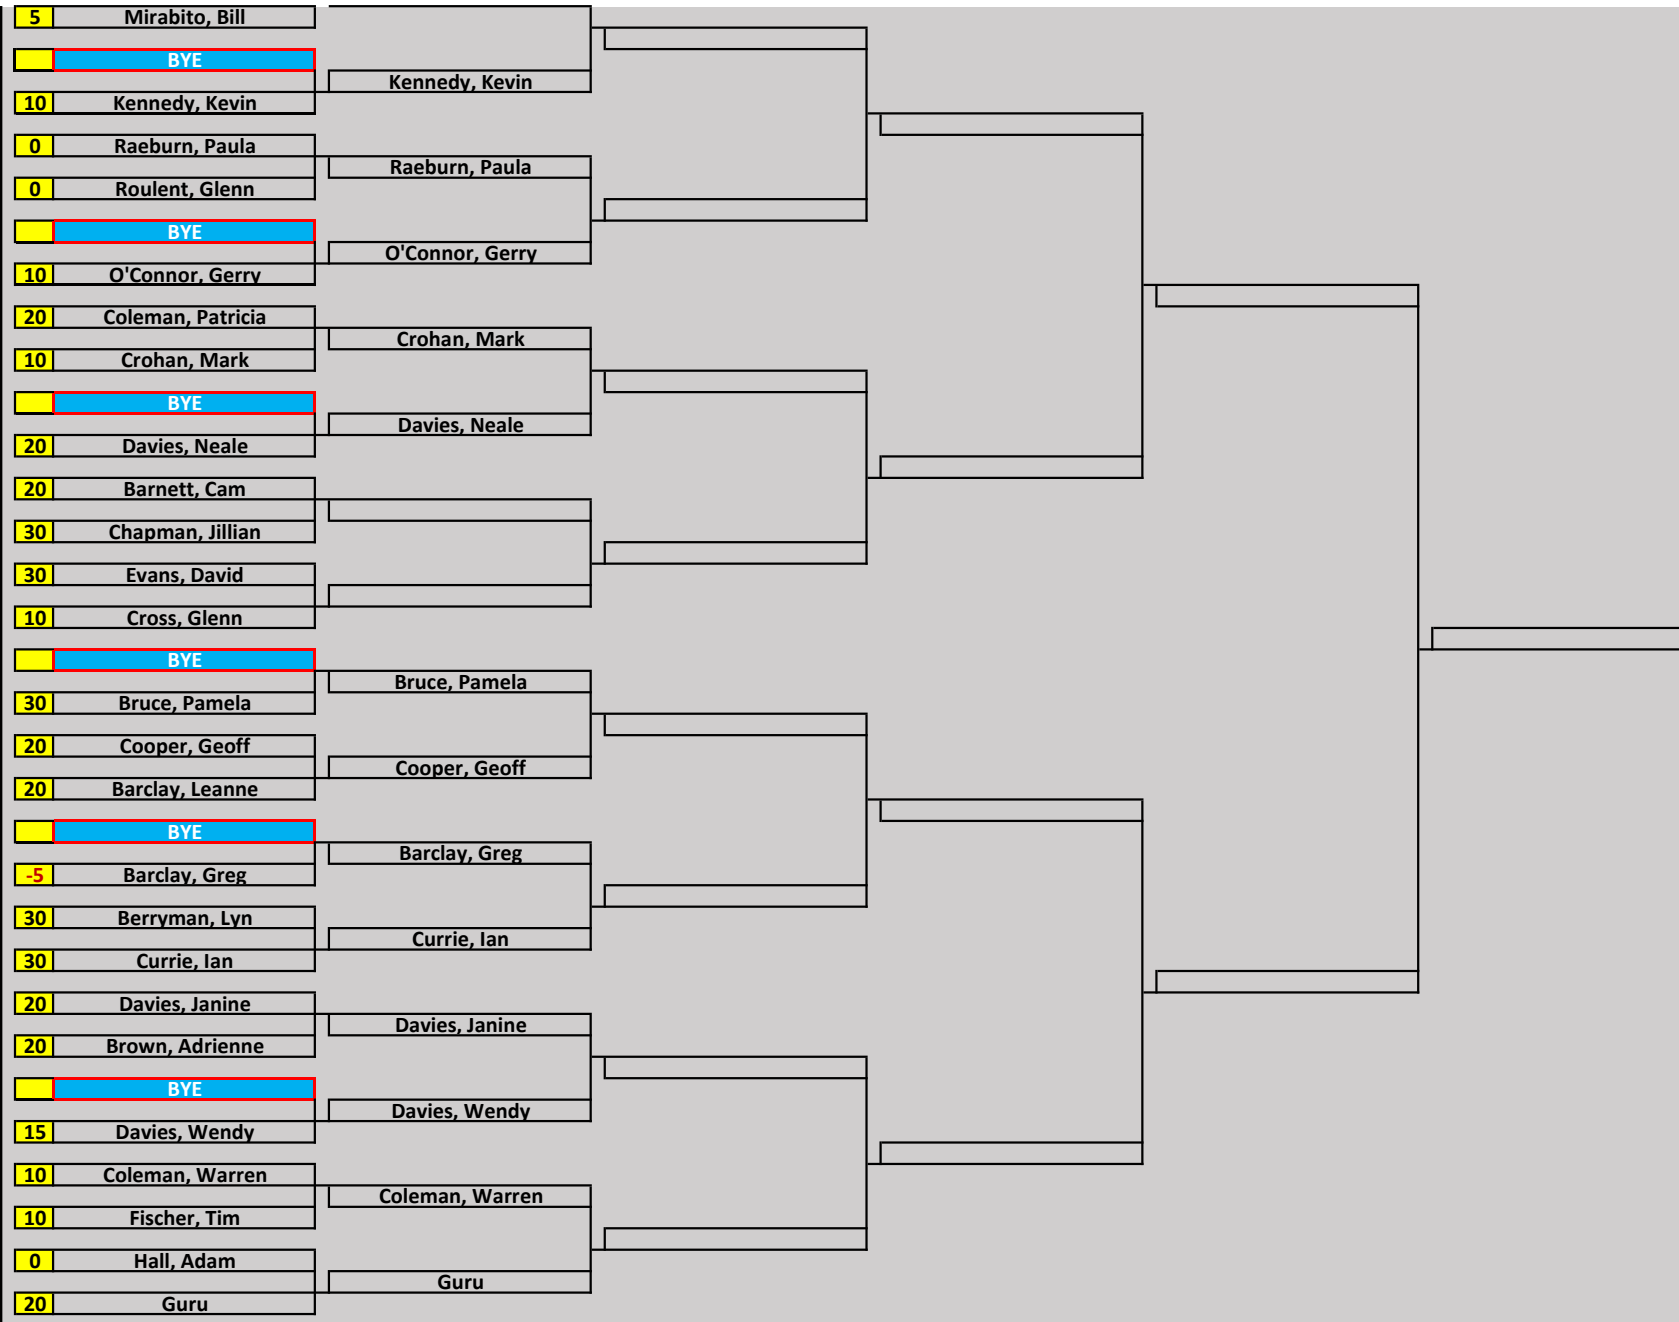 5 Mirabito, Bill
BYE
Kennedy, Kevin
10 Kennedy, Kevin
0 Raeburn, Paula
Raeburn, Paula
0 Roulent, Glenn
BYE
O'Connor, Gerry
10 O'Connor, Gerry
20 Coleman, Patricia
Crohan, Mark
10 Crohan, Mark
BYE
Davies, Neale
20 Davies, Neale
20 Barnett, Cam
30 Chapman, Jillian
30 Evans, David
10 Cross, Glenn
BYE
Bruce, Pamela
30 Bruce, Pamela
20 Cooper, Geoff
Cooper, Geoff
20 Barclay, Leanne
BYE
Barclay, Greg
-5 Barclay, Greg
30 Berryman, Lyn
Currie, Ian
30 Currie, Ian
20 Davies, Janine
Davies, Janine
20 Brown, Adrienne
BYE
Davies, Wendy
15 Davies, Wendy
10 Coleman, Warren
Coleman, Warren
10 Fischer, Tim
0 Hall, Adam
Guru
20 Guru